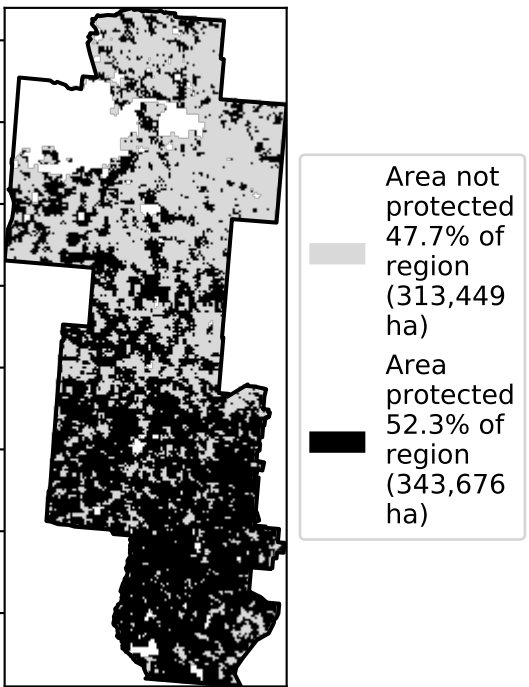 Area not
protected
47.7% of
region
(313,449
ha)
Area
protected
52.3% of
region
(343,676
ha)